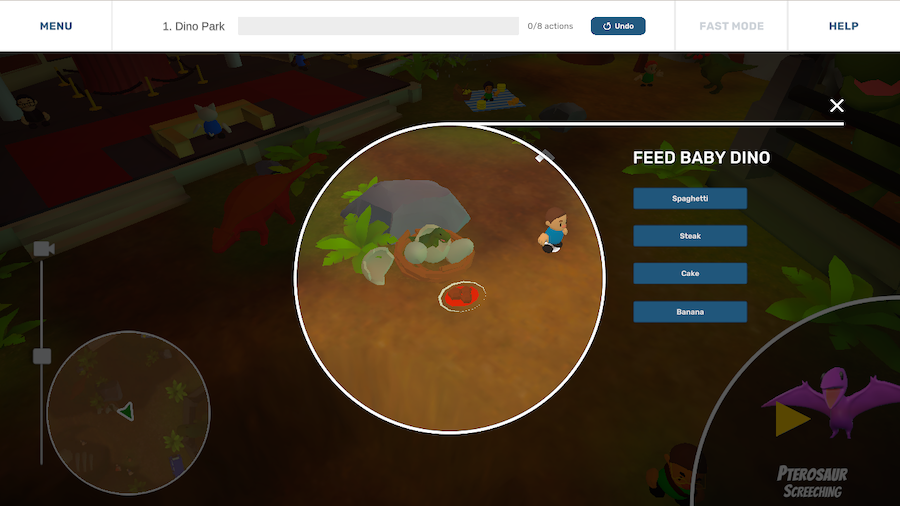 MENU
1. Dino Park
0/8 actions
Undo
FAST MODE
HELP
FEED BABY DINO
Spaghetti
Steak
Cake
Banana
PTEROSAUR
SCREECHING